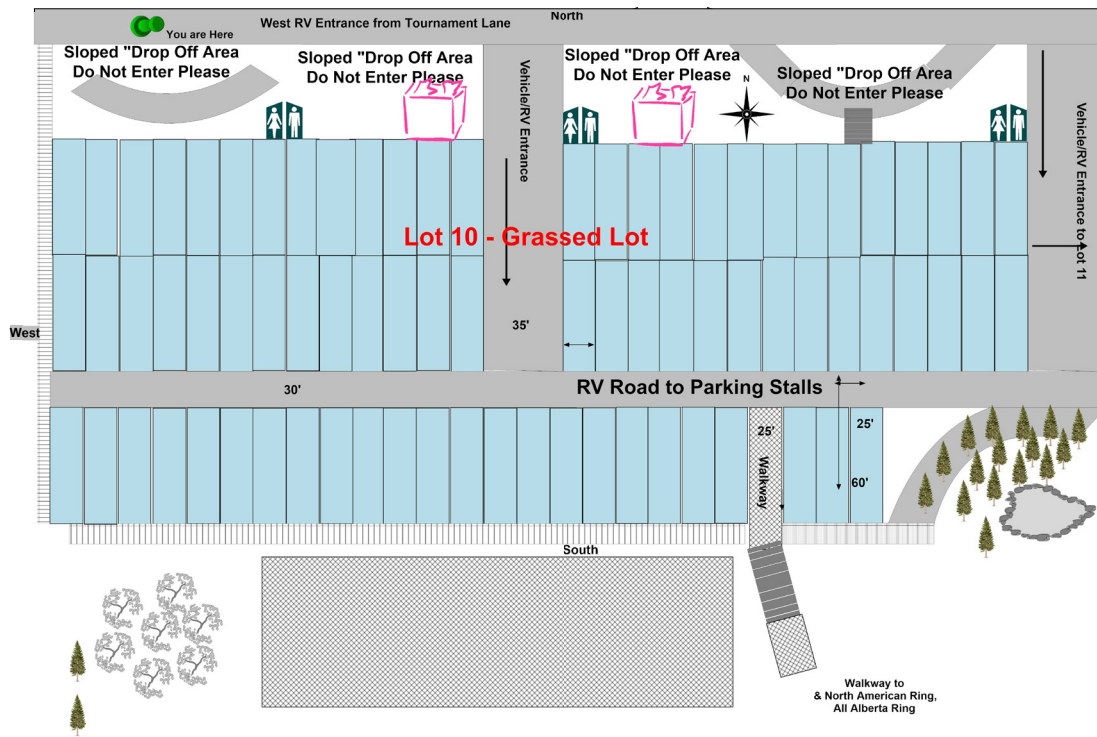 North
West RV Entrance from Tournament Lane
You are Here
Sloped "Drop Off Area
Do Not Enter Please
Sloped "Drop Off Area
Do Not Enter Please
Sloped "Drop Off Area
Do Not Enter Please
Sloped "Drop Off Area
Do Not Enter Please
N
Vehicle/RV Entrance
Vehicle/RV Entrance to Lot 11
Lot 10 - Grassed Lot
35'
West
30'
RV Road to Parking Stalls
25'
Walkway
25'
60'
South
Walkway to
& North American Ring,
All Alberta Ring